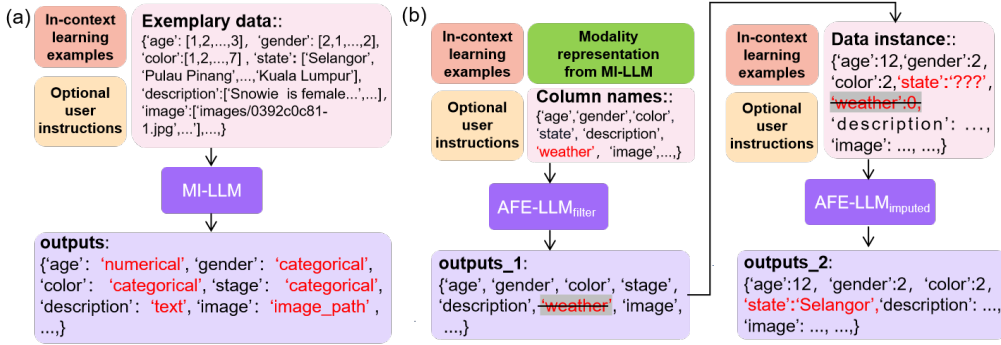 (a)
In-context
learning
examples
Optional
user
instructions
Exemplary data::
{‘age’: [1,2,...,3], ‘gender’: [2,1,...,2],
‘color’:[1,2,...,7] , ‘state’: [‘Selangor’,
‘Pulau Pinang’,...,‘Kuala Lumpur’],
‘description’:[‘Snowie is female...’,...],
‘image’:[‘images/0392c0c81-
1.jpg’,...’],...,}
MI-LLM
outputs:
{‘age’: ‘numerical’, ‘gender’: ‘categorical’,
‘color’: ‘categorical’, ‘stage’: ‘categorical’,
‘description’: ‘text’, ‘image’: ‘image_path’ ,
...,}
(b)
In-context
learning
examples
Optional
user
instructions
Modality
representation
from MI-LLM
Column names::
{‘age’,‘gender’,‘color’,
‘state’, ‘description’,
‘weather’, ‘image’,...,}
AFE-LLMfilter
outputs_1:
{‘age’, ‘gender’, ‘color’, ‘stage’,
‘description’, ‘weather’, ‘image’,
...,}
In-context
learning
examples
Optional
user
instructions
Data instance::
{‘age’:12,‘gender’:2,
‘color’:2,‘state’:‘???’,
‘weather’:0,
‘description’: ...,
‘image’: ..., ...,}
AFE-LLMimputed
outputs_2:
{‘age’:12, ‘gender’:2, ‘color’:2,
‘state’:‘Selangor’,‘description’: ...,
‘image’: ..., ...,}